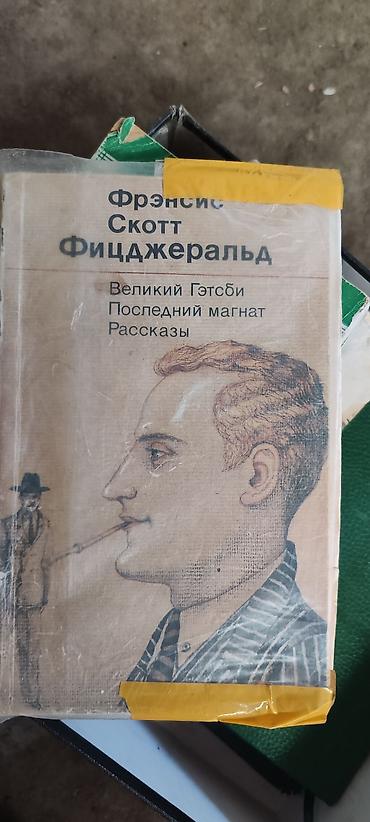 Фрэнсис
Скотт
Фицджеральд
Великий Гэтсби
Последний магнат
Рассказы